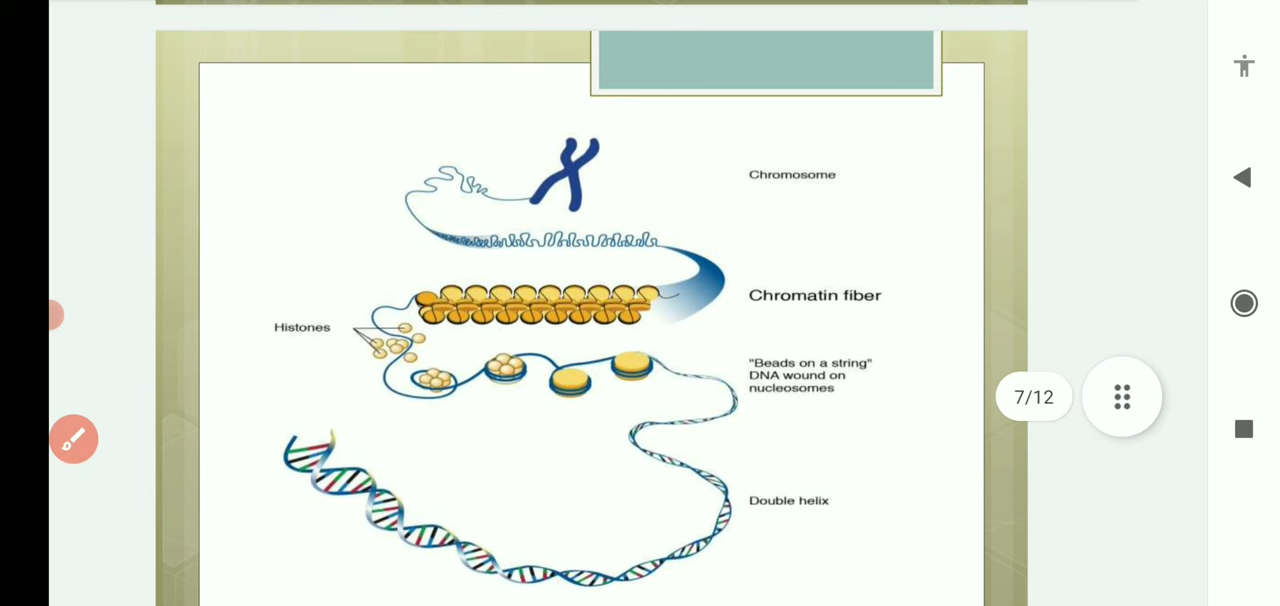 Chromosome
Chromatin fiber
Histones
"Beads on a string"
DNA wound on
nucleosomes
7/12
Double helix